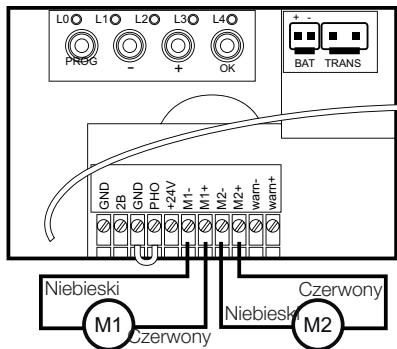 L0 L1 L2 L3 L4
PROG - + OK
+ -
BAT TRANS
GND
2B
GND
PHO
+24V
M1-
M1+
M2-
M2+
warn-
warn+
Niebieski
Czerwony
M1
Niebieski
Czerwony
M2